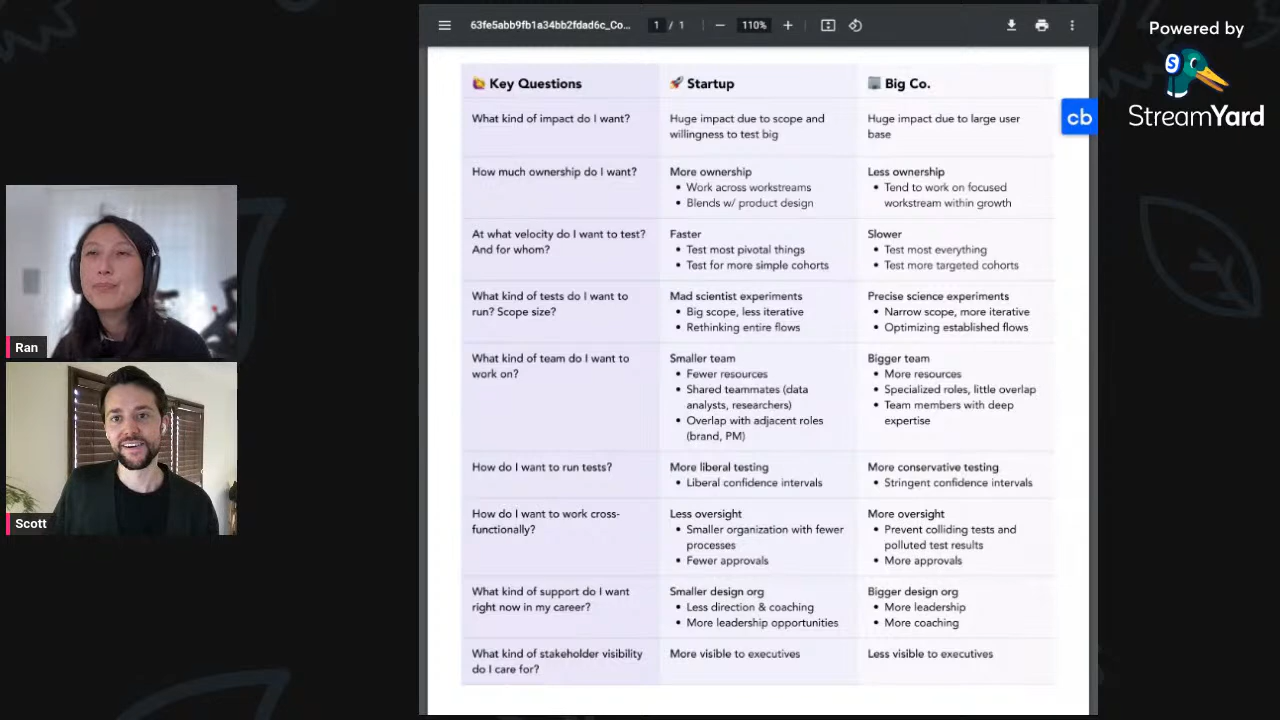 63fe5abb9fb1a34bb2fdad6c_Co...
1 / 1
110%
Powered by
S
StreamYard
cb
Key Questions
Startup
Big Co.
What kind of impact do I want?
Huge impact due to scope and
willingness to test big
Huge impact due to large user
base
How much ownership do I want?
More ownership
• Work across workstreams
• Blends w/ product design
Less ownership
• Tend to work on focused
workstream within growth
At what velocity do I want to test?
And for whom?
Faster
• Test most pivotal things
• Test for more simple cohorts
Slower
• Test most everything
• Test more targeted cohorts
What kind of tests do I want to
run? Scope size?
Mad scientist experiments
• Big scope, less iterative
• Rethinking entire flows
Precise science experiments
• Narrow scope, more iterative
• Optimizing established flows
What kind of team do I want to
work on?
Smaller team
• Fewer resources
• Shared teammates (data
analysts, researchers)
• Overlap with adjacent roles
(brand, PM)
Bigger team
• More resources
• Specialized roles, little overlap
• Team members with deep
expertise
How do I want to run tests?
More liberal testing
• Liberal confidence intervals
More conservative testing
• Stringent confidence intervals
How do I want to work cross-
functionally?
Less oversight
• Smaller organization with fewer
processes
• Fewer approvals
More oversight
• Prevent colliding tests and
polluted test results
• More approvals
What kind of support do I want
right now in my career?
Smaller design org
• Less direction & coaching
• More leadership opportunities
Bigger design org
• More leadership
• More coaching
What kind of stakeholder visibility
do I care for?
More visible to executives
Less visible to executives
Ran
Scott